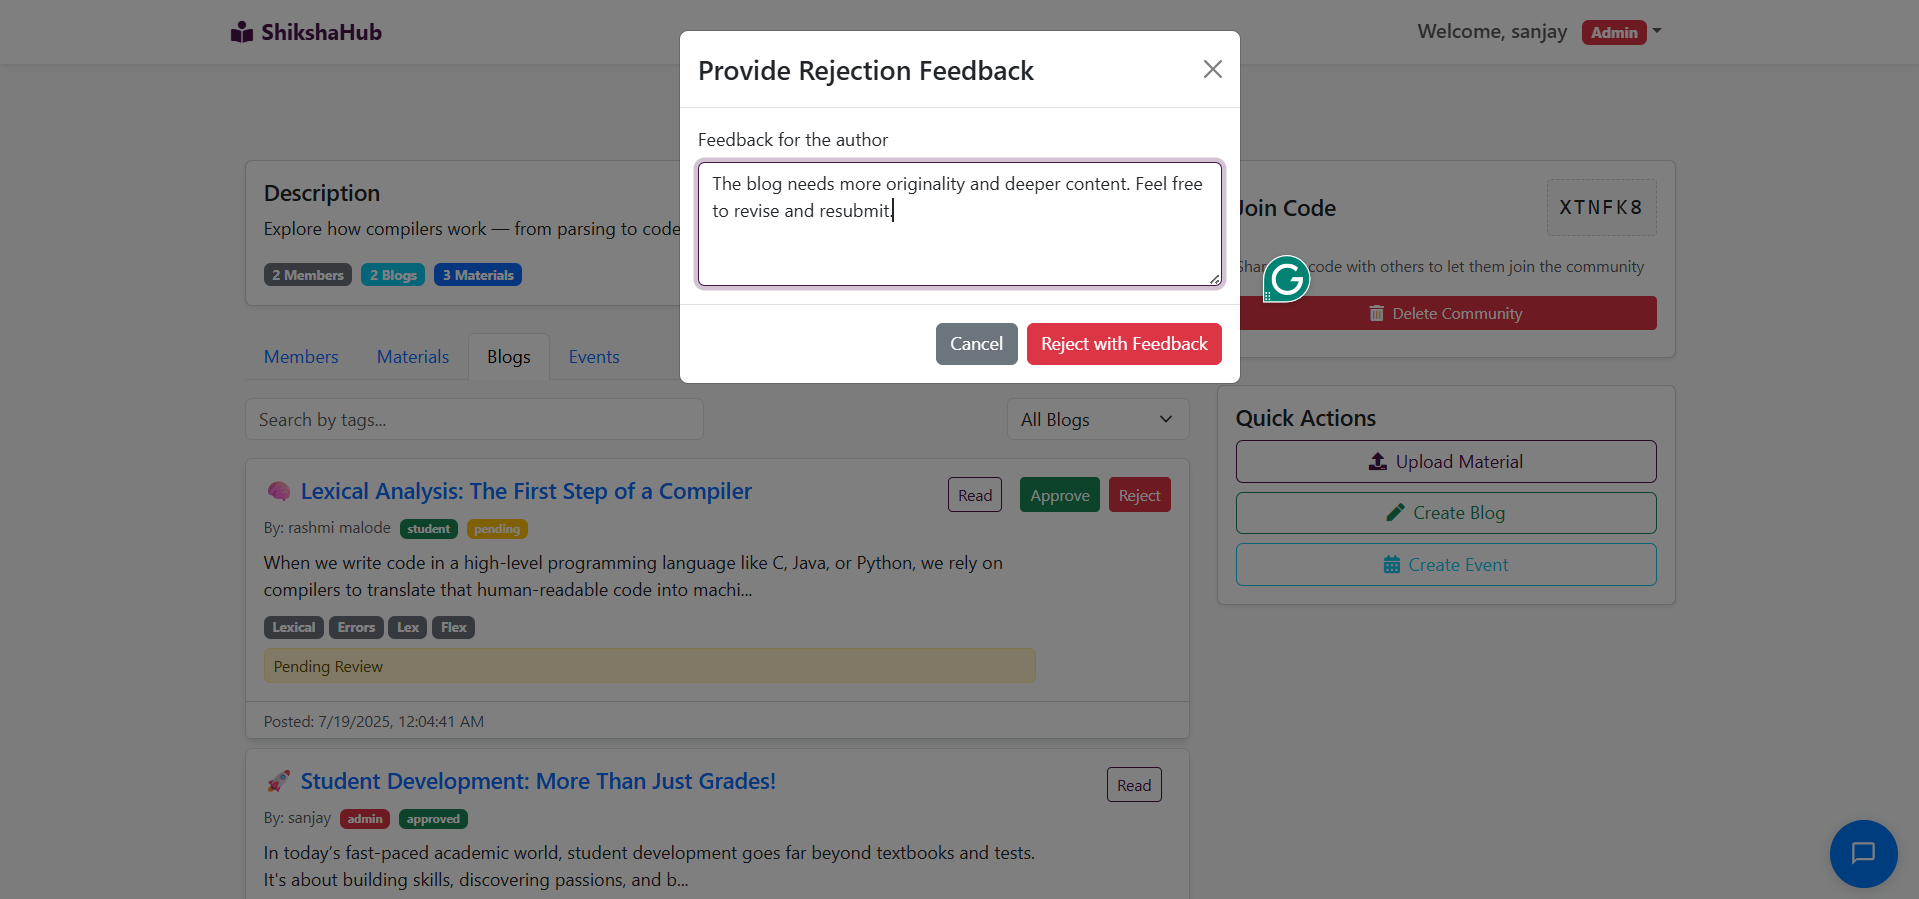 ShikshaHub
Welcome, sanjay Admin
Provide Rejection Feedback
Feedback for the author
The blog needs more originality and deeper content. Feel free
to revise and resubmit.
Cancel Reject with Feedback
Description
Explore how compilers work — from parsing to code
2 Members 2 Blogs 3 Materials
Join Code
XTNFK8
code with others to let them join the community
Delete Community
Members Materials Blogs Events
Search by tags...
All Blogs
Quick Actions
Upload Material
Create Blog
Create Event
Lexical Analysis: The First Step of a Compiler
Read Approve Reject
By: rashmi malode student pending
When we write code in a high-level programming language like C, Java, or Python, we rely on
compilers to translate that human-readable code into machi...
Lexical Errors Lex Flex
Pending Review
Posted: 7/19/2025, 12:04:41 AM
Student Development: More Than Just Grades!
Read
By: sanjay admin approved
In today’s fast-paced academic world, student development goes far beyond textbooks and tests.
It's about building skills, discovering passions, and b...